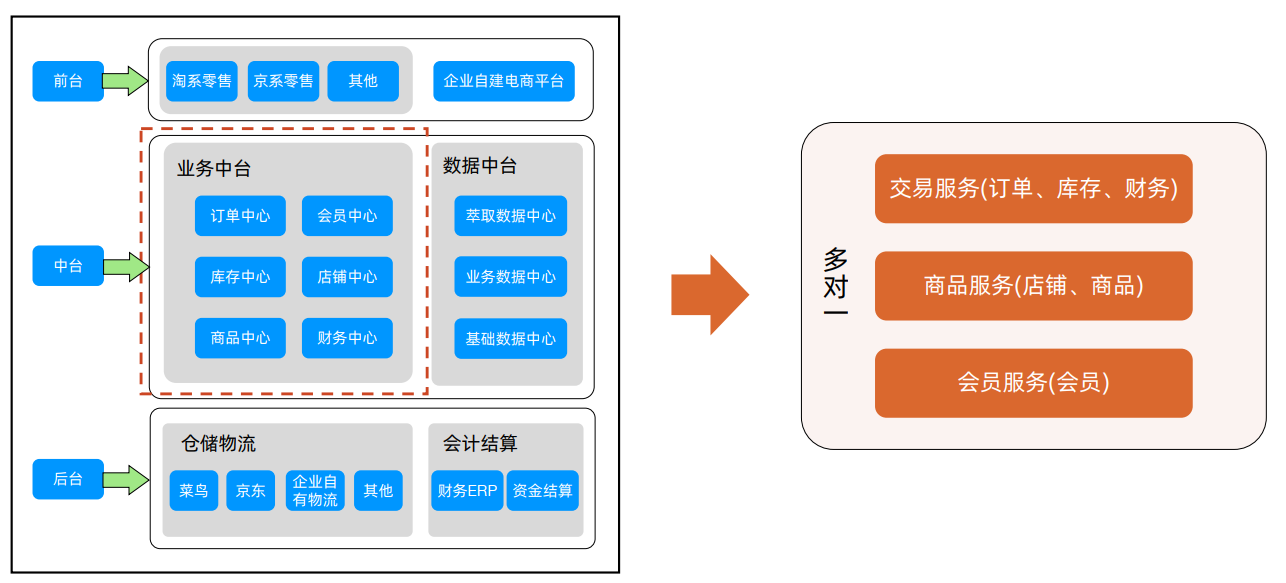 前台
淘系零售
京系零售
其他
企业自建电商平台
中台
业务中台
订单中心
会员中心
库存中心
店铺中心
商品中心
财务中心
数据中台
萃取数据中心
业务数据中心
基础数据中心
后台
仓储物流
菜鸟
京东
企业自
有物流
其他
会计结算
财务ERP
资金结算
多
对
一
交易服务(订单、库存、财务)
商品服务(店铺、商品)
会员服务(会员)